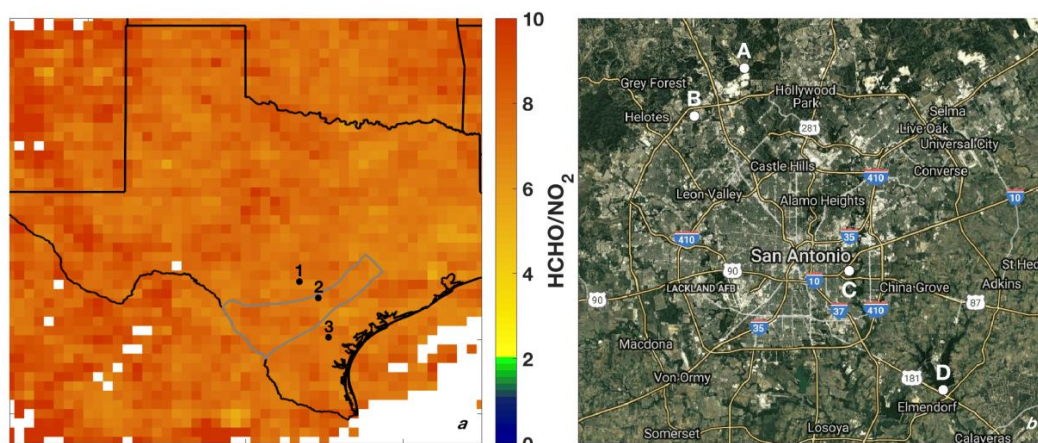 10
8
6
4
2
0
HCHO/NO2
1
2
3
a
A
Grey Forest
Hollywood
Park
B
Helotes
Selma
281
Live Oak
Universal City
Castle Hills
Converse
410
Leon Valley
10
Alamo Heights
35
410
San Antonio
St Hed
90
LACKLAND AFB
10
C
China Grove
Adkins
90
87
37
410
35
Macdona
D
Von Ormy
181
Elmendorf
Somerset
Losoya
Calaveras
b